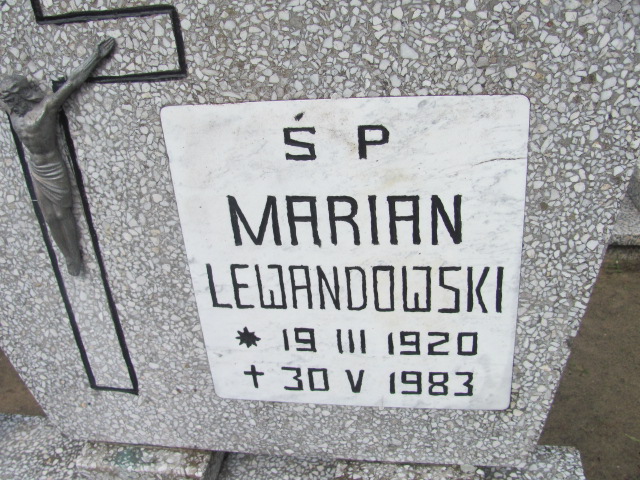 Ś P
MARIAN
LEWANDOWSKI
* 19 III 1920
+ 30 V 1983